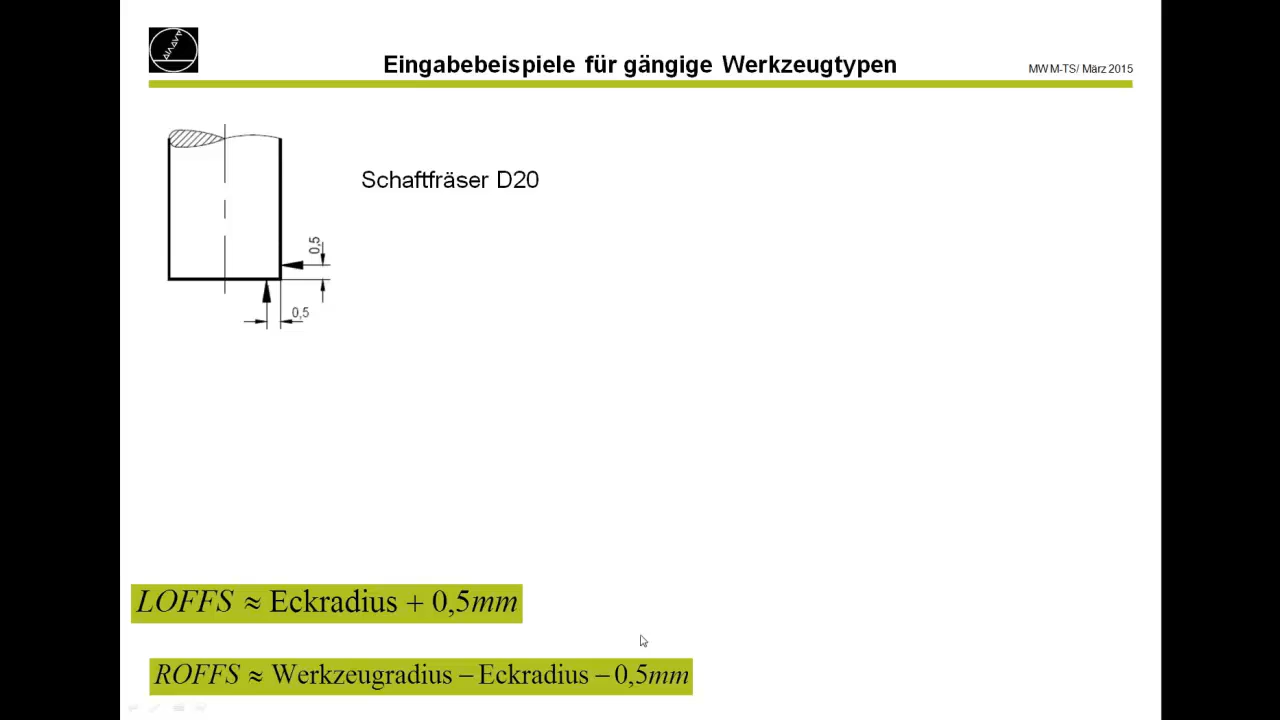 Eingabebeispiele für gängige Werkzeugtypen
MWM-TS/ März 2015
Schaftfräser D20
0,5
0,5
LOFFS ≈ Eckradius + 0,5mm
ROFFS ≈ Werkzeugradius − Eckradius − 0,5mm